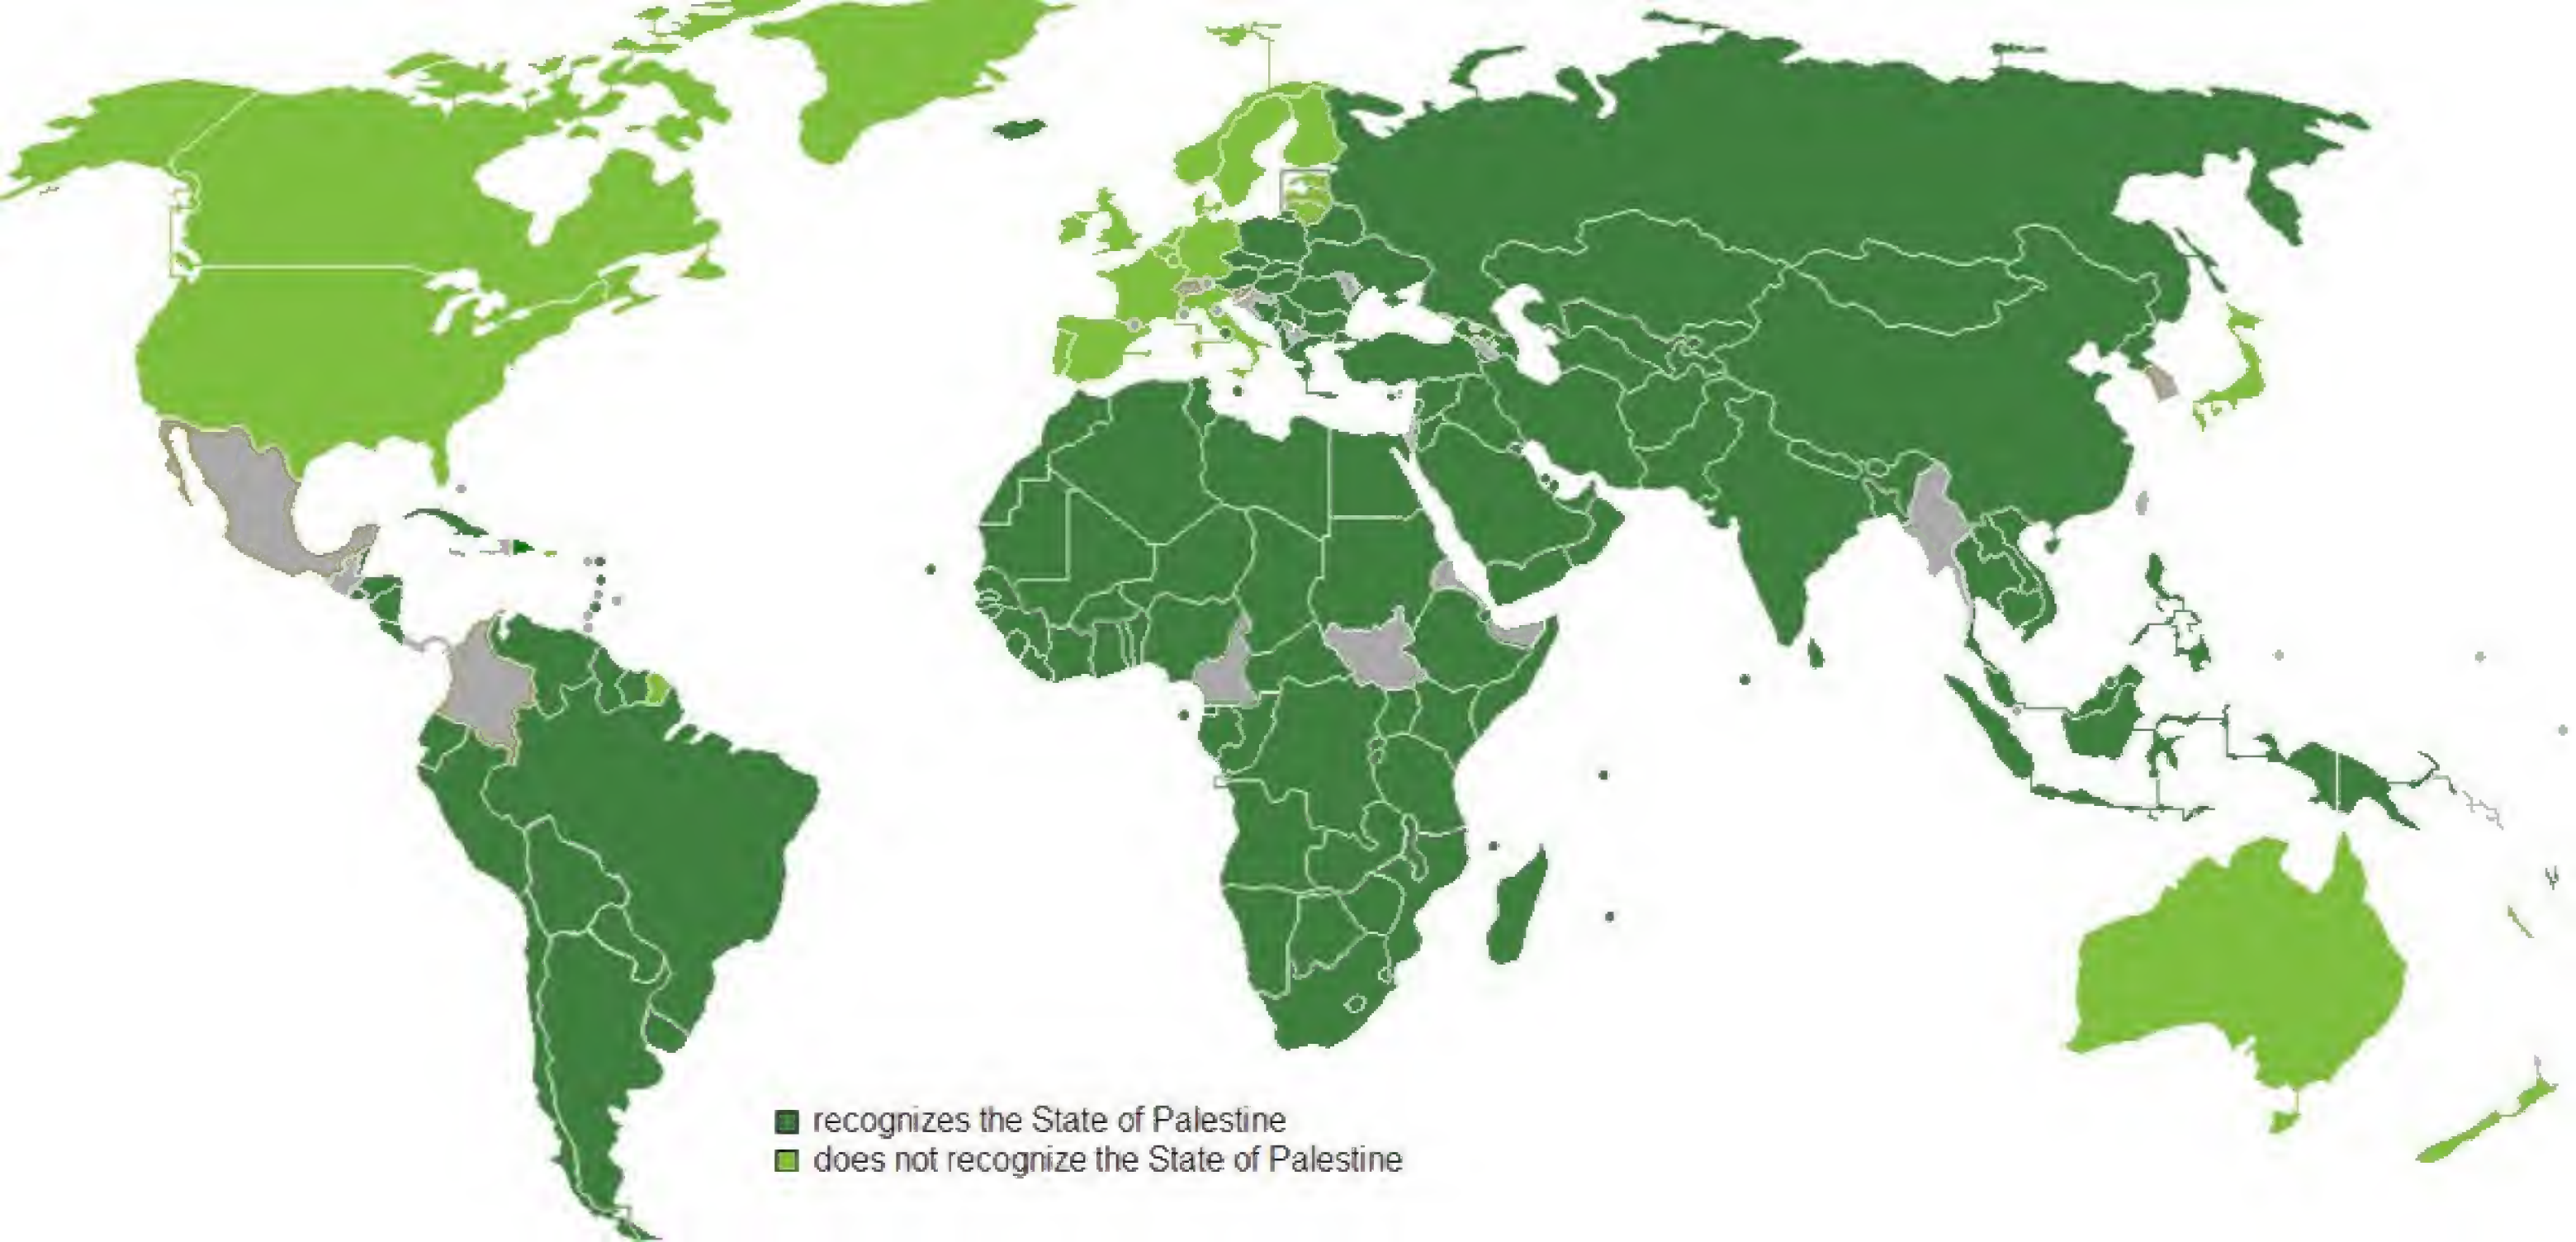 recognizes the State of Palestine
does not recognize the State of Palestine